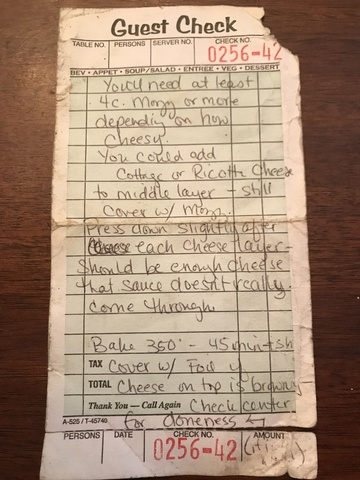 Guest Check
TABLE NO. PERSONS SERVER NO. CHECK NO.
0256-42
BEV • APPET • SOUP/SALAD • ENTREE • VEG • DESSERT
You'll need at least
4c. Mozz or more
depending on how
Cheesy.
You could add
Cottage or Ricotta Cheese
to middle layer - still
Cover w/ Mozz.
Press down slightly after
each cheese layer -
Should be enough cheese
that sauce doesn't really
come through.
Bake 350° - 45 min
TAX Cover w/ Foil if
TOTAL Cheese on top is browning
Thank You — Call Again Check center
A-525 / T-45740 for doneness
PERSONS DATE CHECK NO. AMOUNT
0256-42